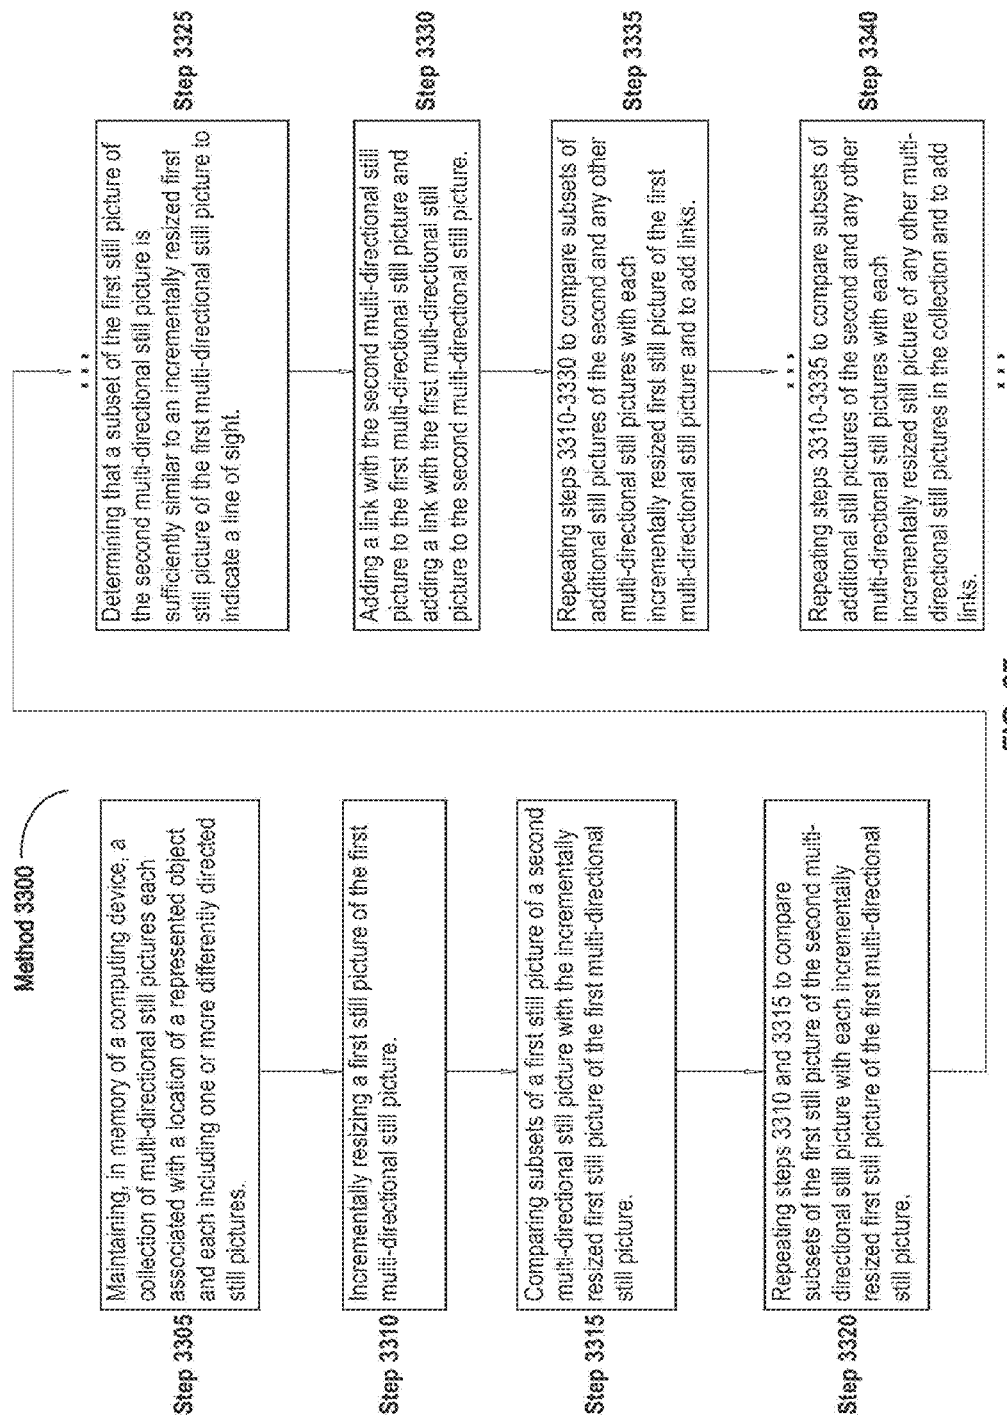 Method 3300
Step 3305
Maintaining, in memory of a computing device, a
collection of multi-directional still pictures each
associated with a location of a represented object
and each including one or more differently directed
still pictures.
Step 3310
Incrementally resizing a first still picture of the first
multi-directional still picture.
Step 3315
Comparing subsets of a first still picture of a second
multi-directional still picture with the incrementally
resized first still picture of the first multi-directional
still picture.
Step 3320
Repeating steps 3310 and 3315 to compare
subsets of the first still picture of the second multi-
directional still picture with each incrementally
resized first still picture of the first multi-directional
still picture.
Step 3325
Determining that a subset of the first still picture of
the second multi-directional still picture is
sufficiently similar to an incrementally resized first
still picture of the first multi-directional still picture to
indicate a line of sight.
Step 3330
Adding a link with the second multi-directional still
picture to the first multi-directional still picture and
adding a link with the first multi-directional still
picture to the second multi-directional still picture.
Step 3335
Repeating steps 3310-3330 to compare subsets of
additional still pictures of the second and any other
multi-directional still pictures with each
incrementally resized first still picture of the first
multi-directional still picture and to add links.
Step 3340
Repeating steps 3310-3335 to compare subsets of
additional still pictures of the second and any other
multi-directional still pictures with each
incrementally resized still picture of any other multi-
directional still pictures in the collection and to add
links.